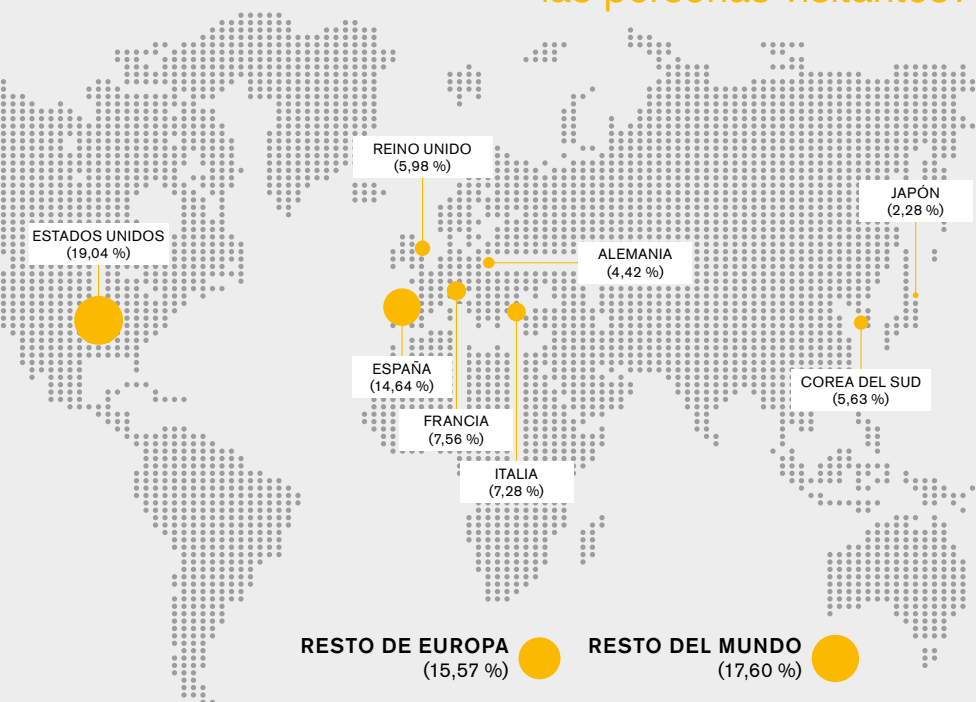 las personas visitantes?
REINO UNIDO
(5,98 %)
JAPÓN
(2,28 %)
ESTADOS UNIDOS
(19,04 %)
ALEMANIA
(4,42 %)
ESPAÑA
(14,64 %)
COREA DEL SUD
(5,63 %)
FRANCIA
(7,56 %)
ITALIA
(7,28 %)
RESTO DE EUROPA
(15,57 %)
RESTO DEL MUNDO
(17,60 %)